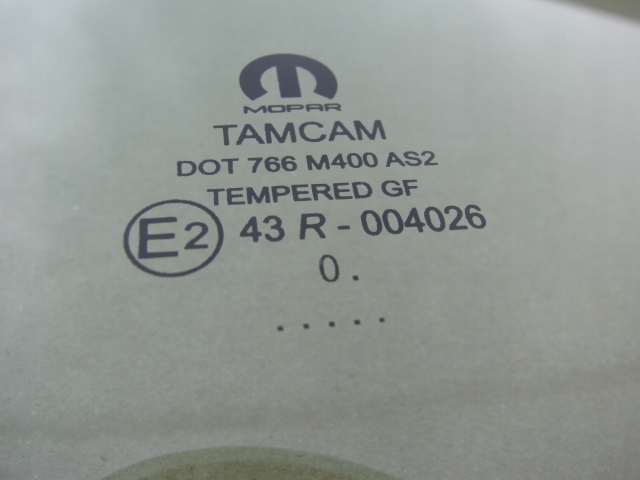 MOPAR
TAMCAM
DOT 766 M400 AS2
TEMPERED GF
E2 43 R - 004026
0 .
. . . . .